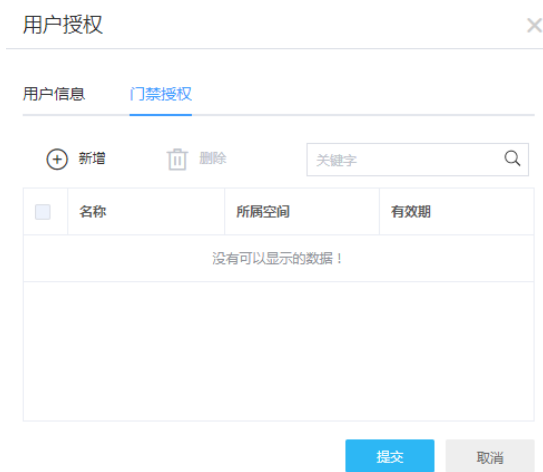 用户授权
用户信息 门禁授权
新增 删除 关键字
名称 所属空间 有效期
没有可以显示的数据！
提交 取消